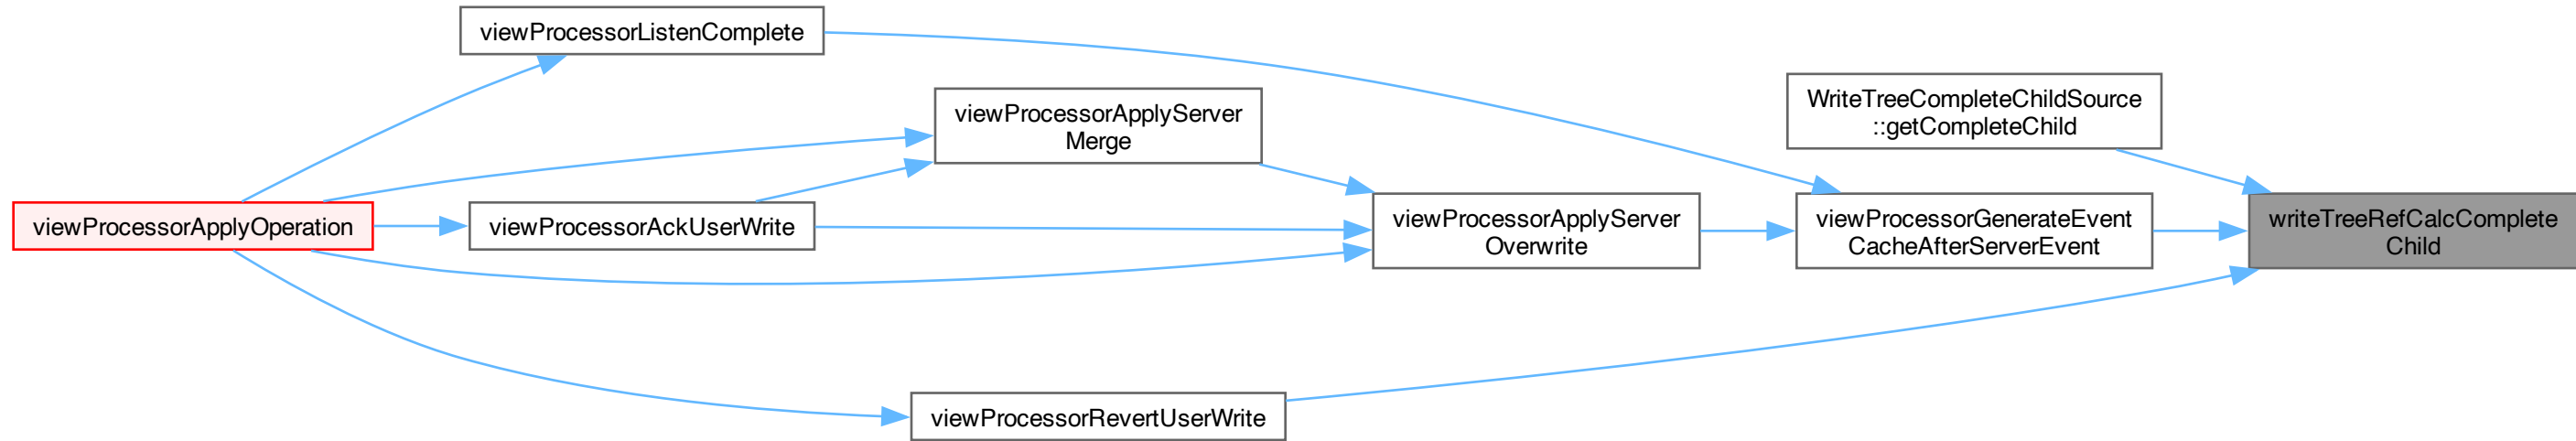 viewProcessorListenComplete
WriteTreeCompleteChildSource
::getCompleteChild
viewProcessorApplyServer
Merge
viewProcessorApplyOperation
viewProcessorAckUserWrite
viewProcessorApplyServer
Overwrite
viewProcessorGenerateEvent
CacheAfterServerEvent
writeTreeRefCalcComplete
Child
viewProcessorRevertUserWrite